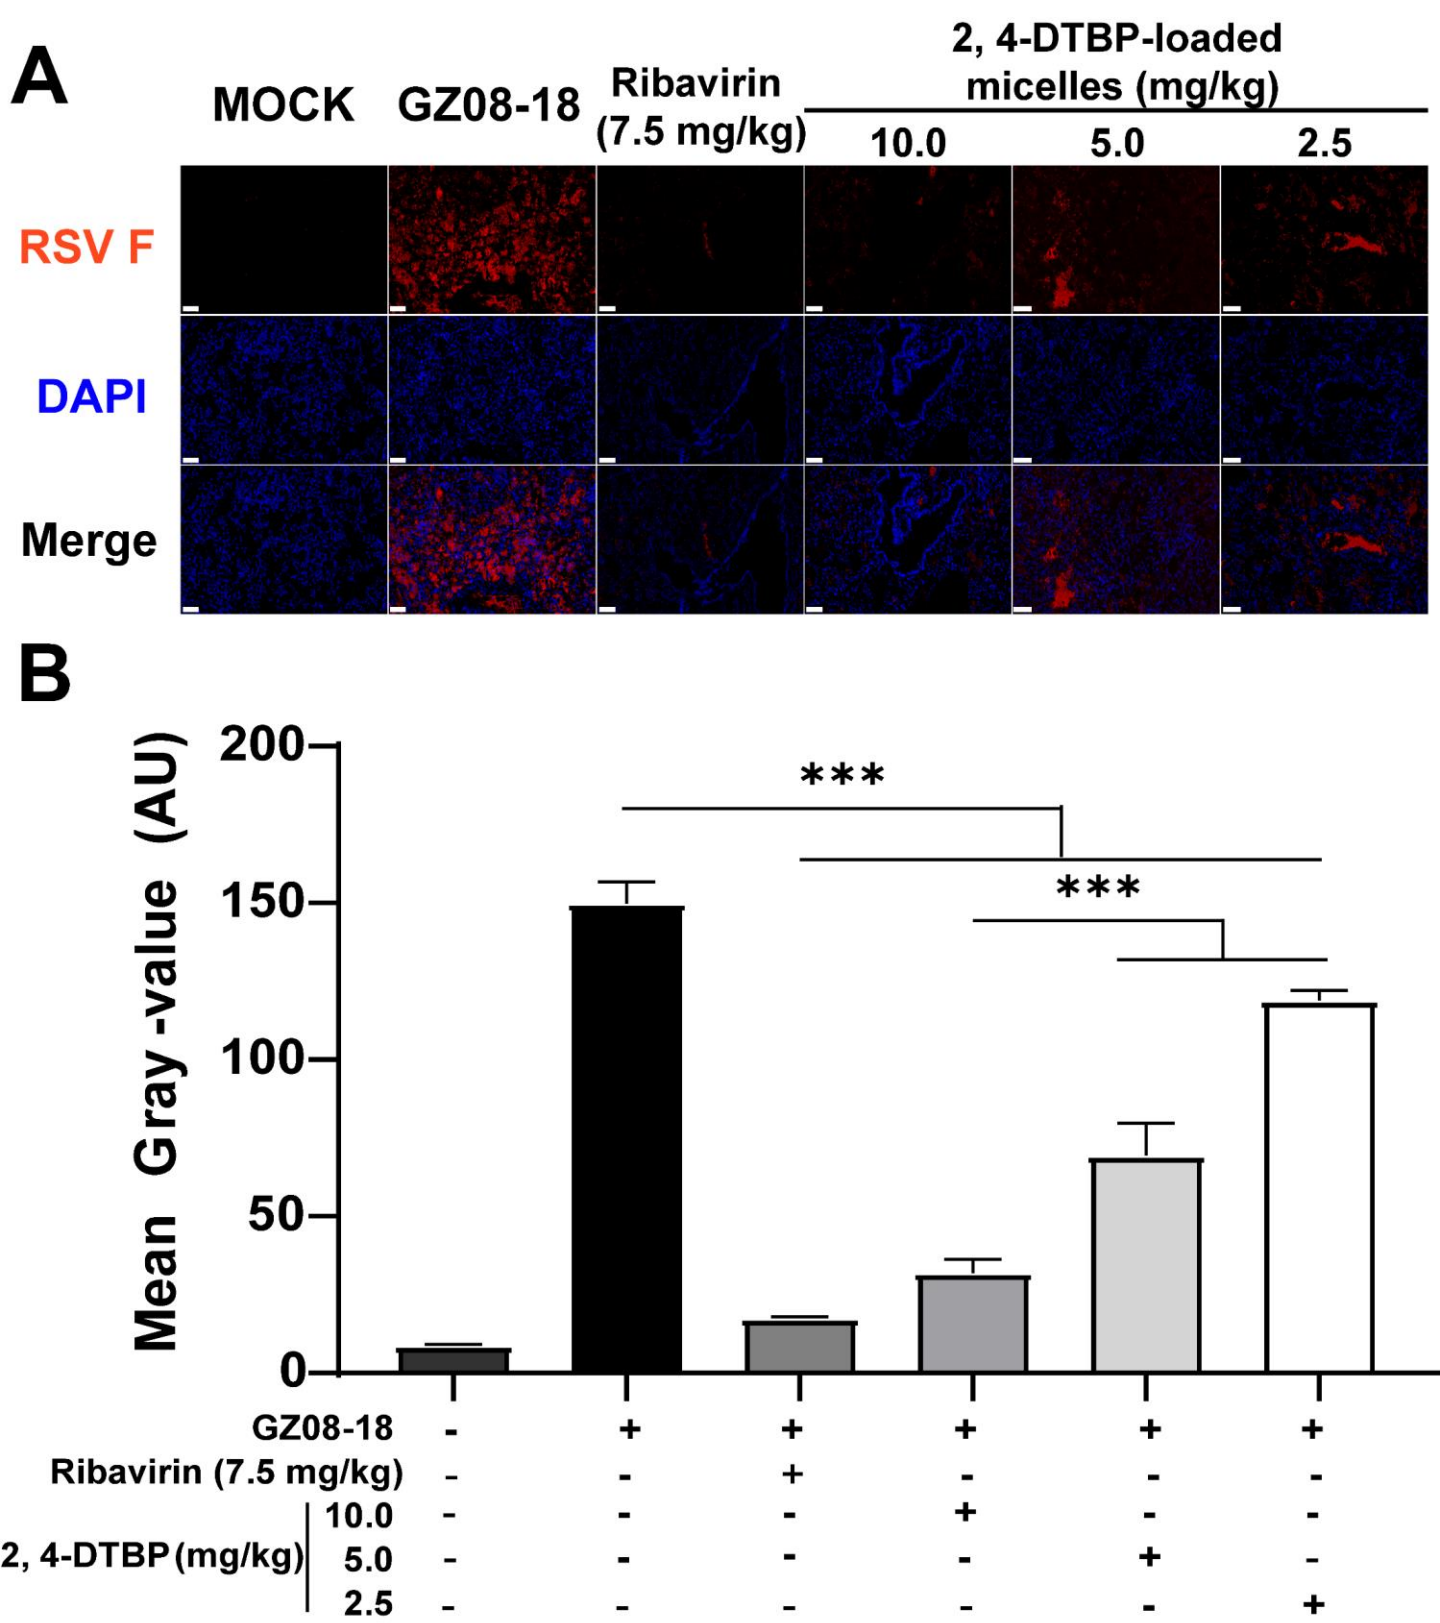 A
MOCK
GZ08-18
Ribavirin
(7.5 mg/kg)
2, 4-DTBP-loaded
micelles (mg/kg)
10.0
5.0
2.5
RSV F
DAPI
Merge
B
Mean Gray -value (AU)
200
150
100
50
0
***
***
GZ08-18 - + + + + +
Ribavirin (7.5 mg/kg) - - + - - -
2, 4-DTBP (mg/kg)
10.0 - - - + - -
5.0 - - - - + -
2.5 - - - - - +